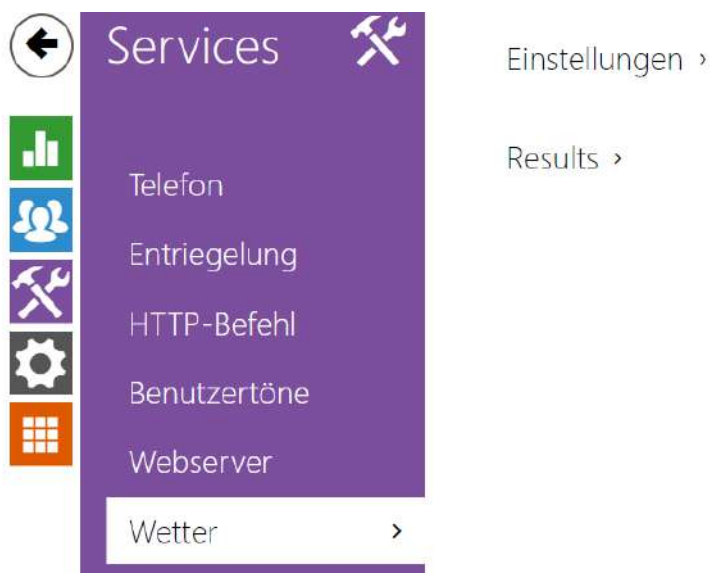 Services
Telefon
Entriegelung
HTTP-Befehl
Benutzertöne
Webserver
Wetter
Einstellungen
Results